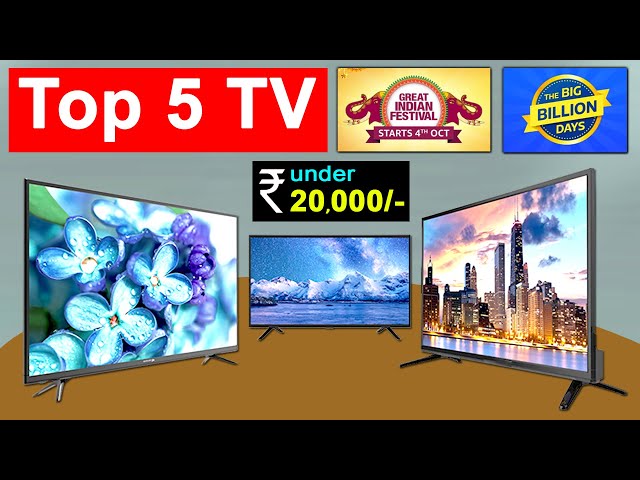 Top 5 TV
GREAT
INDIAN
FESTIVAL
STARTS 4TH OCT
THE BIG
BILLION
DAYS
₹ under
20,000/-